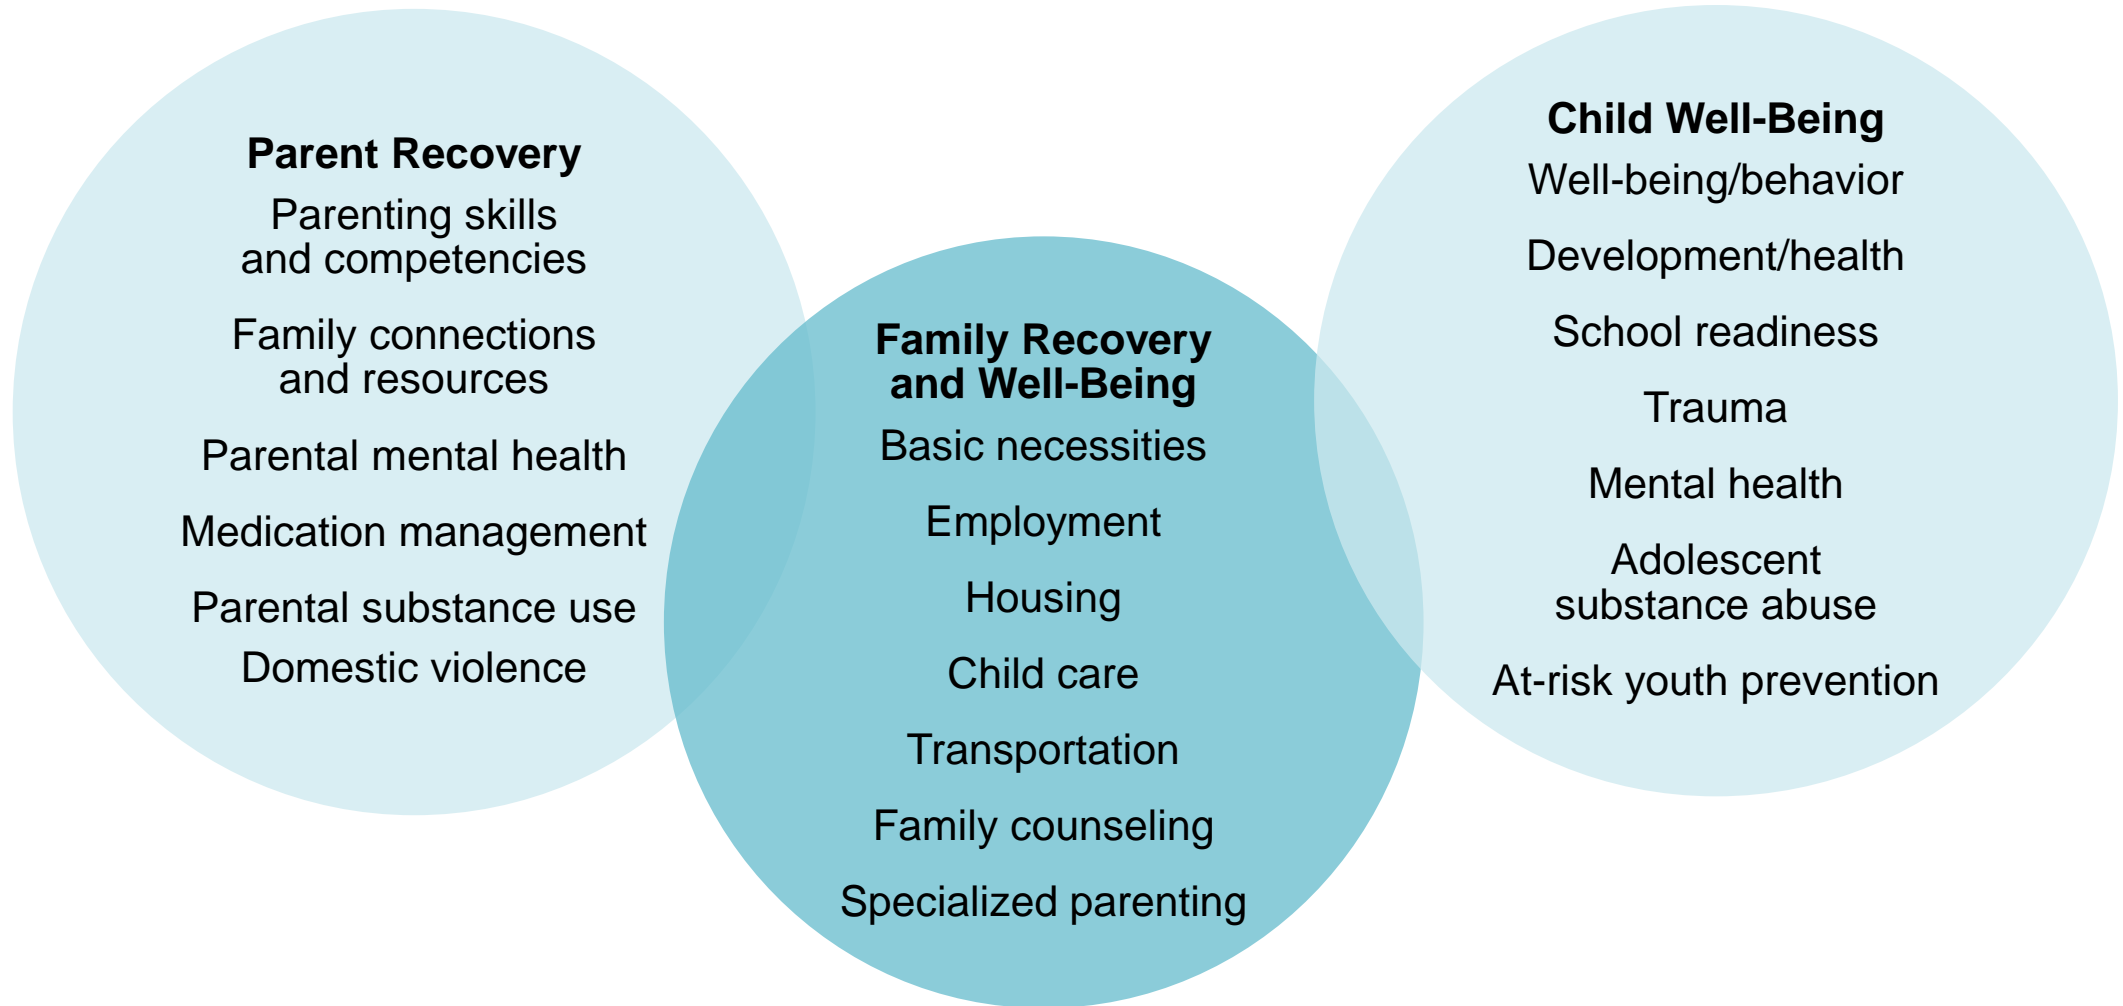 Parent Recovery
Parenting skills
and competencies
Family connections
and resources
Parental mental health
Medication management
Parental substance use
Domestic violence
Family Recovery
and Well-Being
Basic necessities
Employment
Housing
Child care
Transportation
Family counseling
Specialized parenting
Child Well-Being
Well-being/behavior
Development/health
School readiness
Trauma
Mental health
Adolescent
substance abuse
At-risk youth prevention